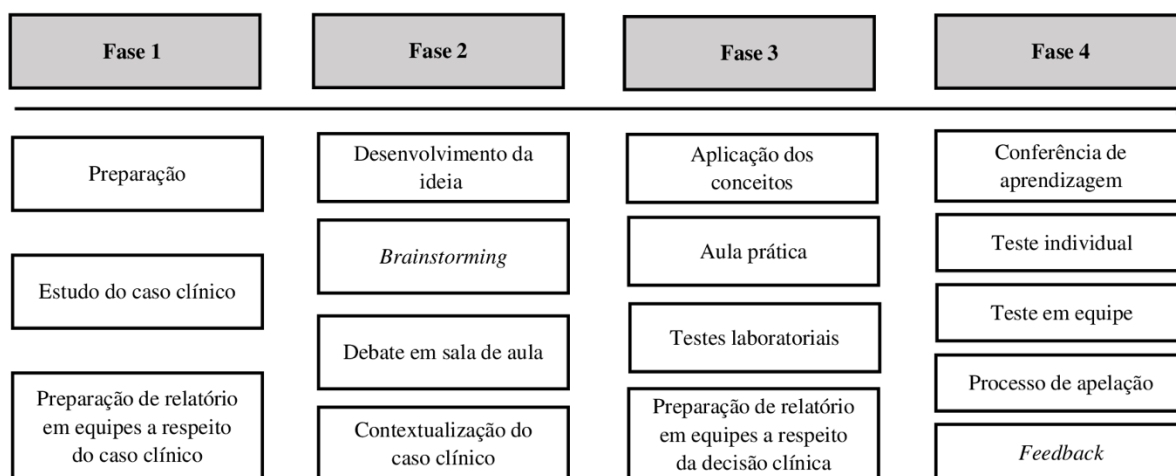 Fase 1
Fase 2
Fase 3
Fase 4
Preparação
Estudo do caso clínico
Preparação de relatório
em equipes a respeito
do caso clínico
Desenvolvimento da
ideia
Brainstorming
Debate em sala de aula
Contextualização do
caso clínico
Aplicação dos
conceitos
Aula prática
Testes laboratoriais
Preparação de relatório
em equipes a respeito
da decisão clínica
Conferência de
aprendizagem
Teste individual
Teste em equipe
Processo de apelação
Feedback